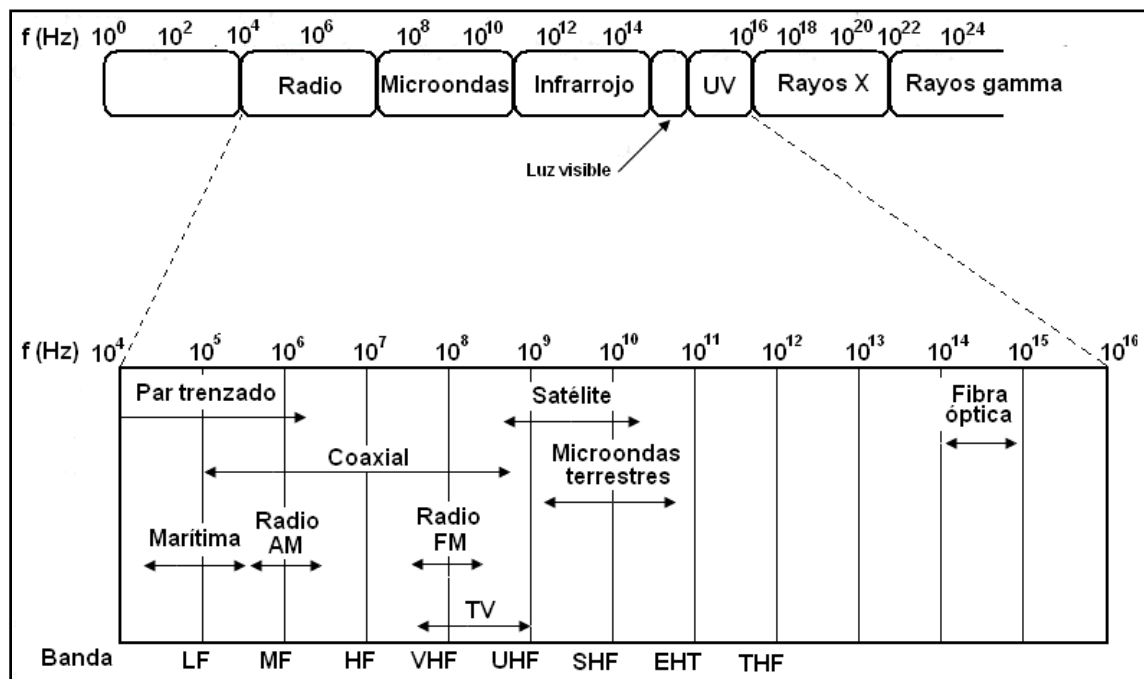 f (Hz) 10^0 10^2 10^4 10^6 10^8 10^10 10^12 10^14 10^16 10^18 10^20 10^22 10^24
Radio Microondas Infrarrojo UV Rayos X Rayos gamma
Luz visible
f (Hz) 10^4 10^5 10^6 10^7 10^8 10^9 10^10 10^11 10^12 10^13 10^14 10^15 10^16
Par trenzado Satélite Fibra
óptica
Coaxial Microondas
terrestres
Marítima Radio
AM Radio
FM
TV
Banda LF MF HF VHF UHF SHF EHT THF